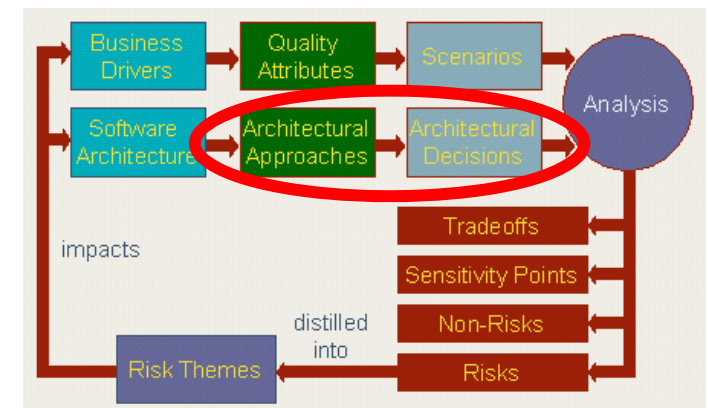 Business
Drivers
Quality
Attributes
Scenarios
Analysis
Software
Architecture
Architectural
Approaches
Architectural
Decisions
Tradeoffs
impacts
Sensitivity Points
distilled
into
Non-Risks
Risk Themes
Risks